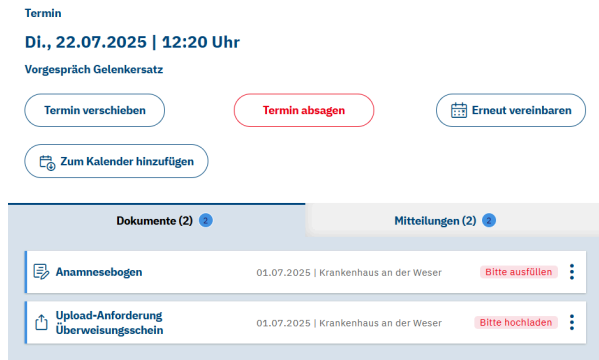 Termin
Di., 22.07.2025 | 12:20 Uhr
Vorgespräch Gelenkersatz
Termin verschieben
Termin absagen
Erneut vereinbaren
Zum Kalender hinzufügen
Dokumente (2) 2
Mitteilungen (2) 2
Anamnesebogen
01.07.2025 | Krankenhaus an der Weser
Bitte ausfüllen
Upload-Anforderung
Überweisungsschein
01.07.2025 | Krankenhaus an der Weser
Bitte hochladen